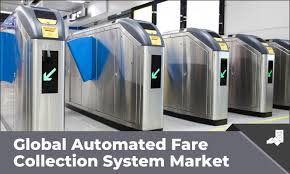 Global Automated Fare
Collection System Market